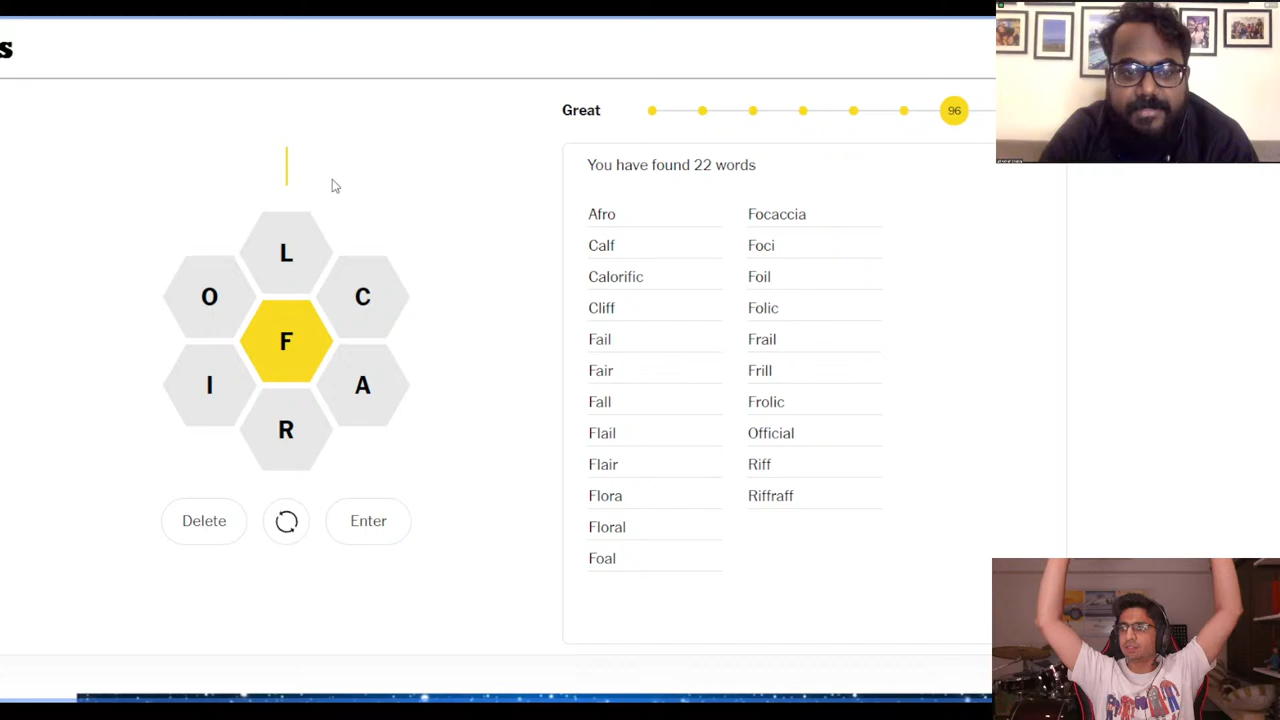 s
Great
96
You have found 22 words
L
O
C
F
I
A
R
Delete
Enter
Afro
Calf
Calorific
Cliff
Fail
Fair
Fall
Flail
Flair
Flora
Floral
Foal
Focaccia
Foci
Foil
Folic
Frail
Frill
Frolic
Official
Riff
Riffraff